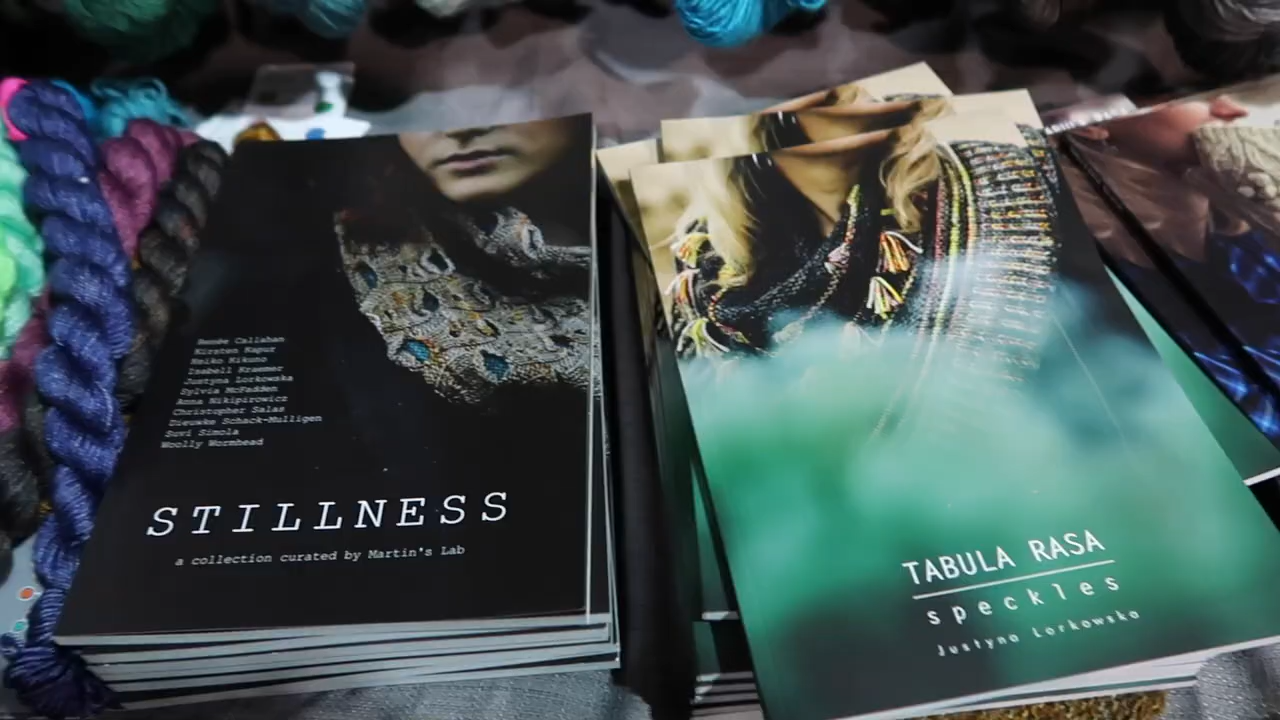 Renée Callahan
Kirsten Kapur
Meiko Kikuno
Isabell Kraemer
Justyna Lorkowska
Sylvia McFadden
Anna Nikipirowicz
Christopher Salas
Dieuwke Schack-Mulligen
Suvi Simola
Woolly Wormhead
STILLNESS
a collection curated by Martin's Lab
TABULA RASA
speckles
Justyna Lorkowska